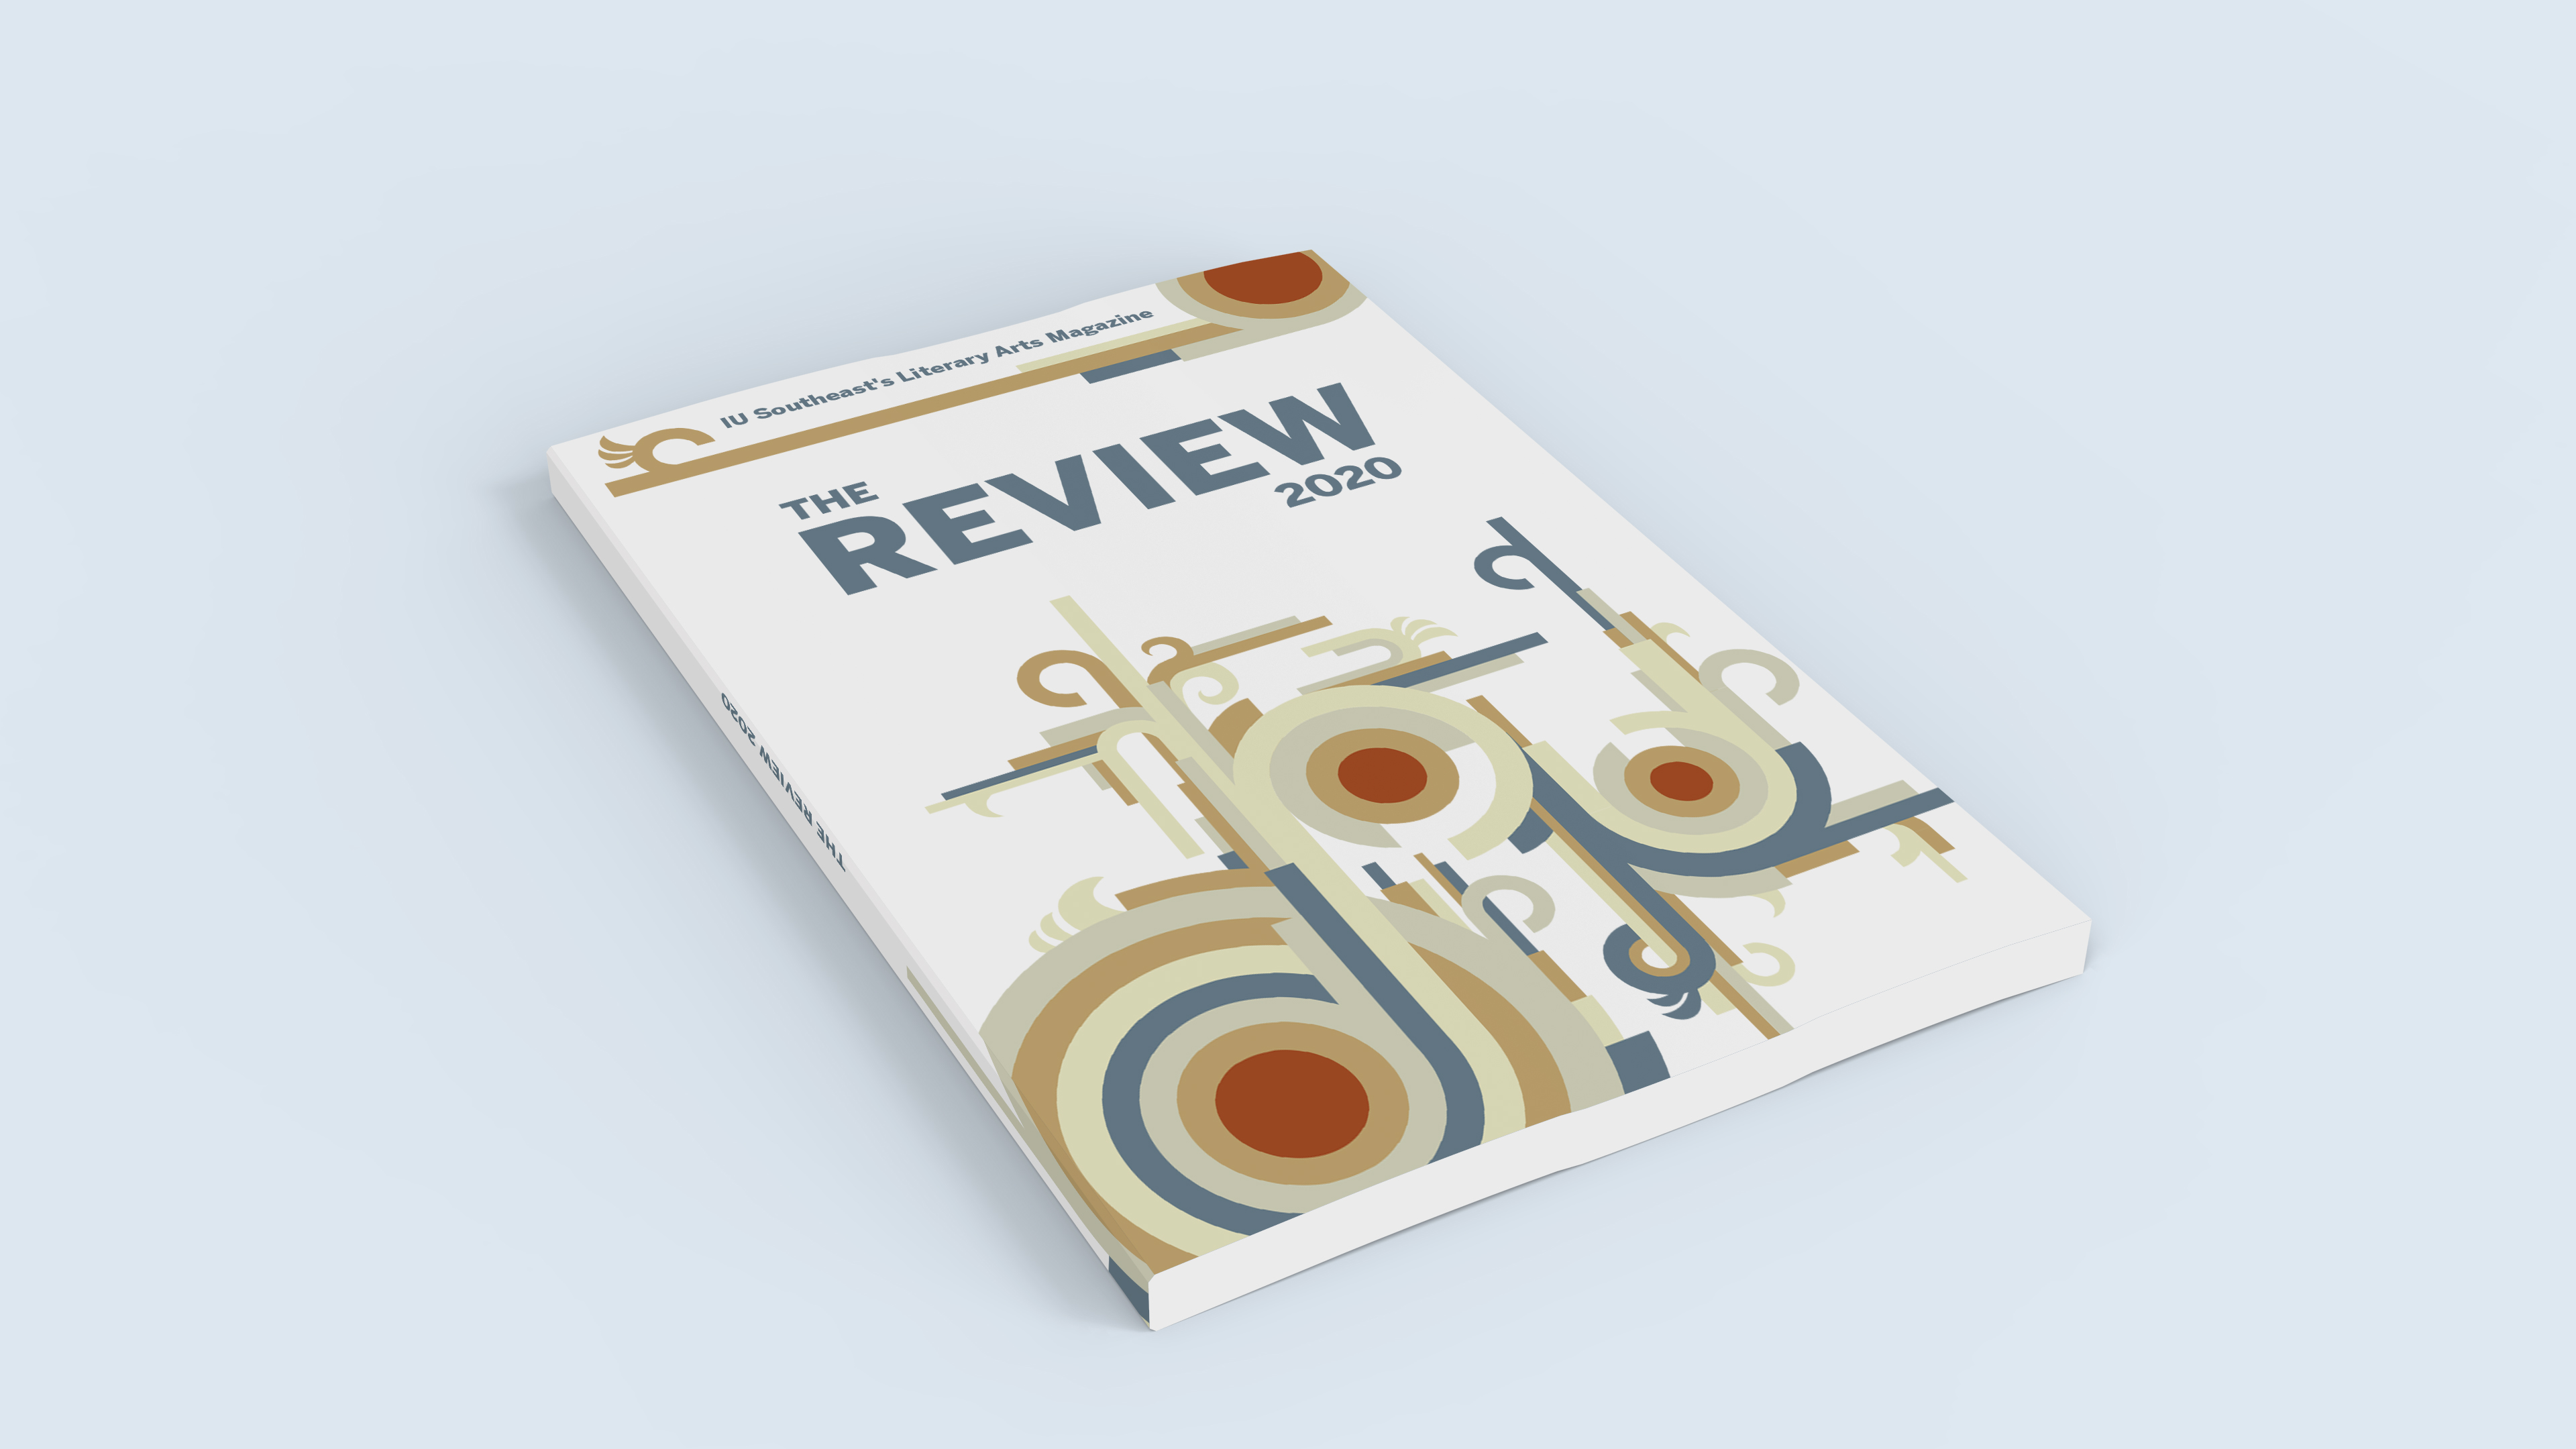 IU Southeast's Literary Arts Magazine
THE
REVIEW
2020
THE REVIEW 2020